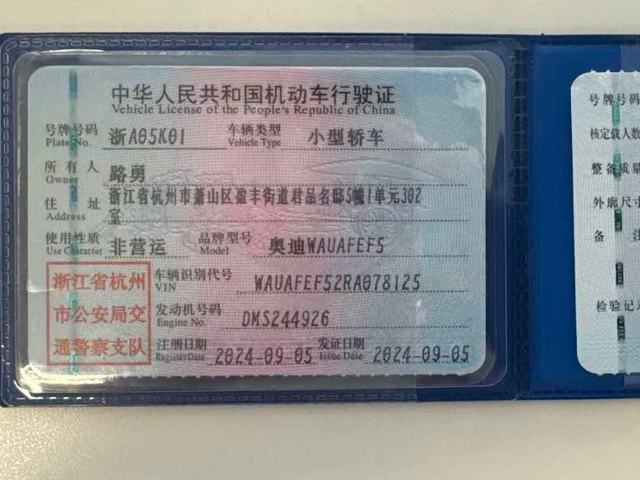 中华人民共和国机动车行驶证
Vehicle License of the People's Republic of China
号牌号码 浙A05K01 车辆类型 小型轿车
Plate No. Vehicle Type
所有人 路勇
Owner
住址 浙江省杭州市萧山区盈丰街道君品名邸5幢1单元302
Address 室
使用性质 非营运 品牌型号 奥迪WAUAFEF5
Use Character Model
浙江省杭州
市公安局交
通警察支队
车辆识别代号 WAUAFEF52RA078125
VIN
发动机号码 DMS244926
Engine No.
注册日期 2024-09-05 发证日期 2024-09-05
Register Date Issue Date
号牌号码
核定载人数
整备质量
外廓尺寸
备 注
检验记录